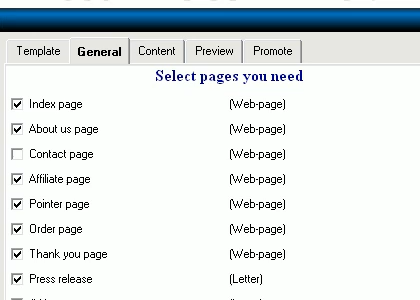 Template General Content Preview Promote
Select pages you need
Index page (Web-page)
About us page (Web-page)
Contact page (Web-page)
Affiliate page (Web-page)
Pointer page (Web-page)
Order page (Web-page)
Thank you page (Web-page)
Press release (Letter)